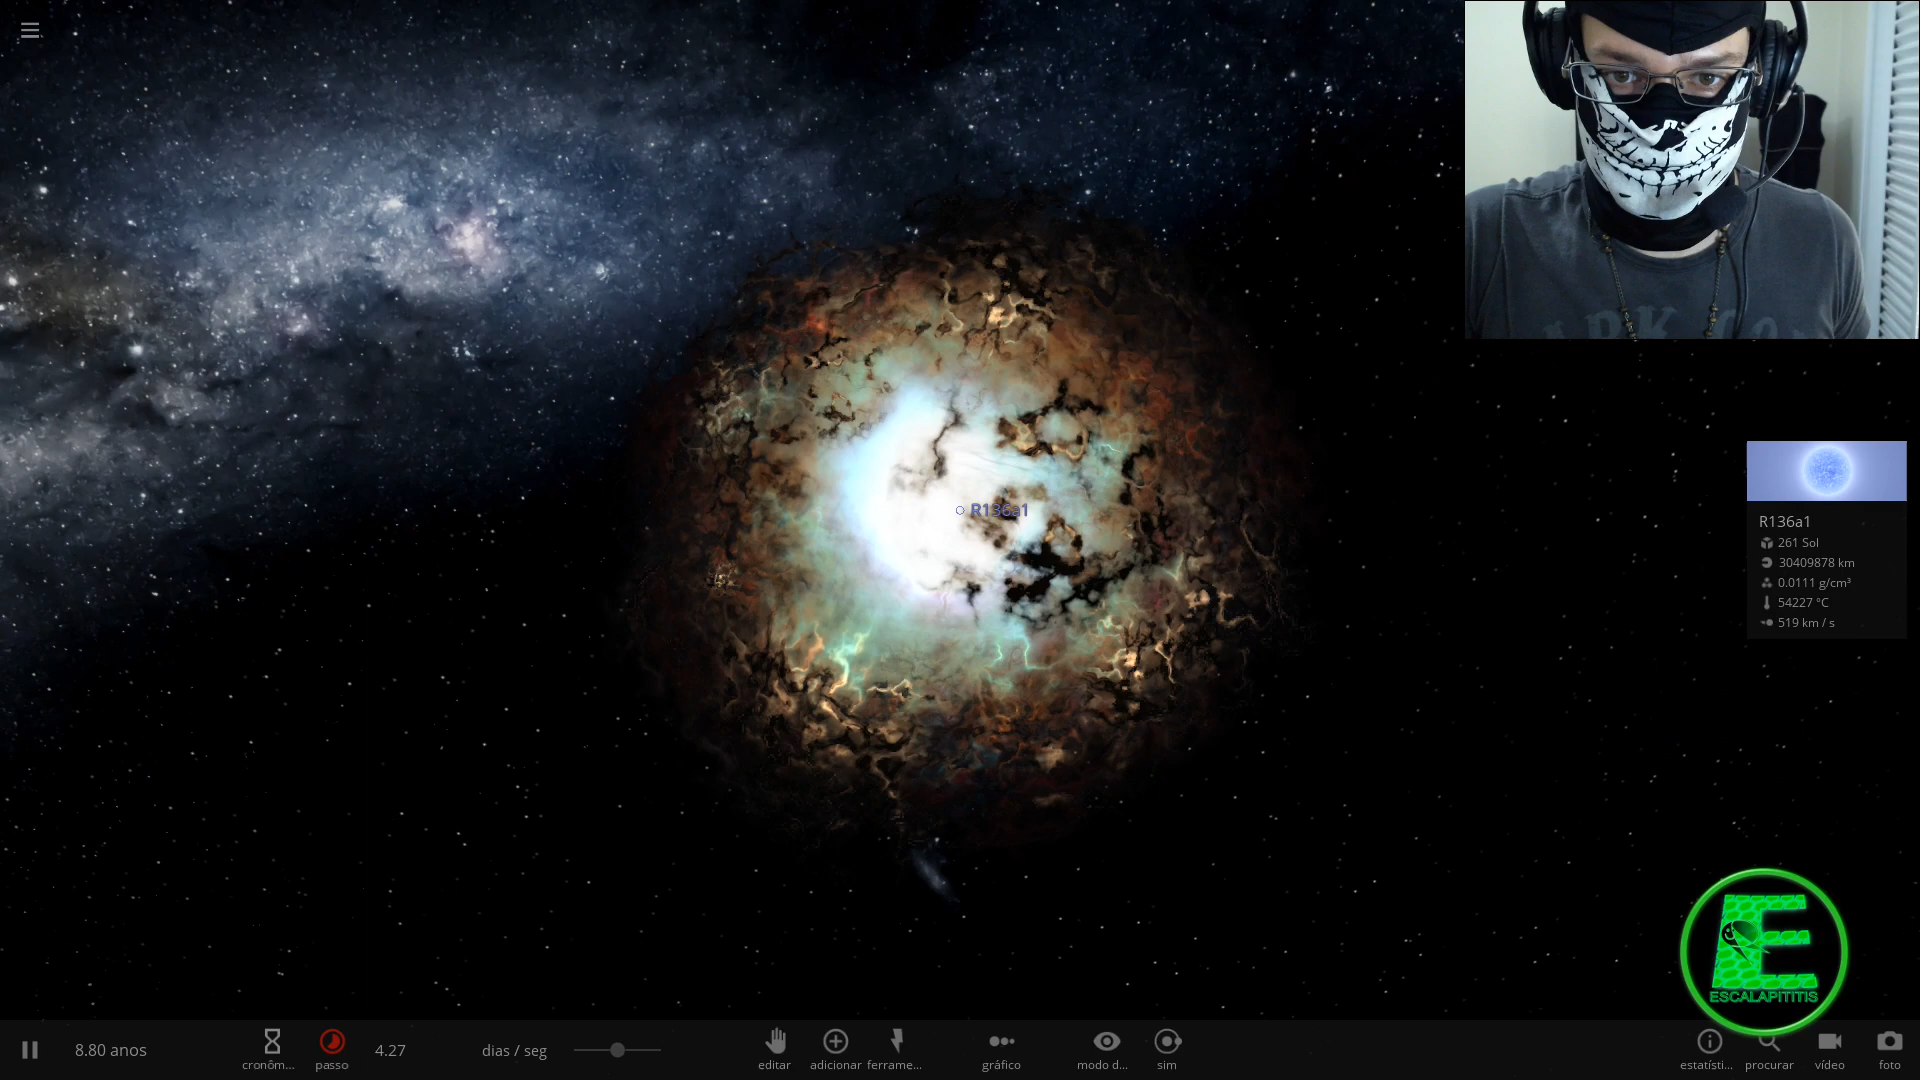 R136a1
R136a1
261 Sol
30409878 km
0.0111 g/cm³
54227 °C
519 km / s
ESCALAPITITIS
8.80 anos
cronôm...
passo
4.27
dias / seg
editar
adicionar
ferrame...
gráfico
modo d...
sim
estatísti...
procurar
vídeo
foto